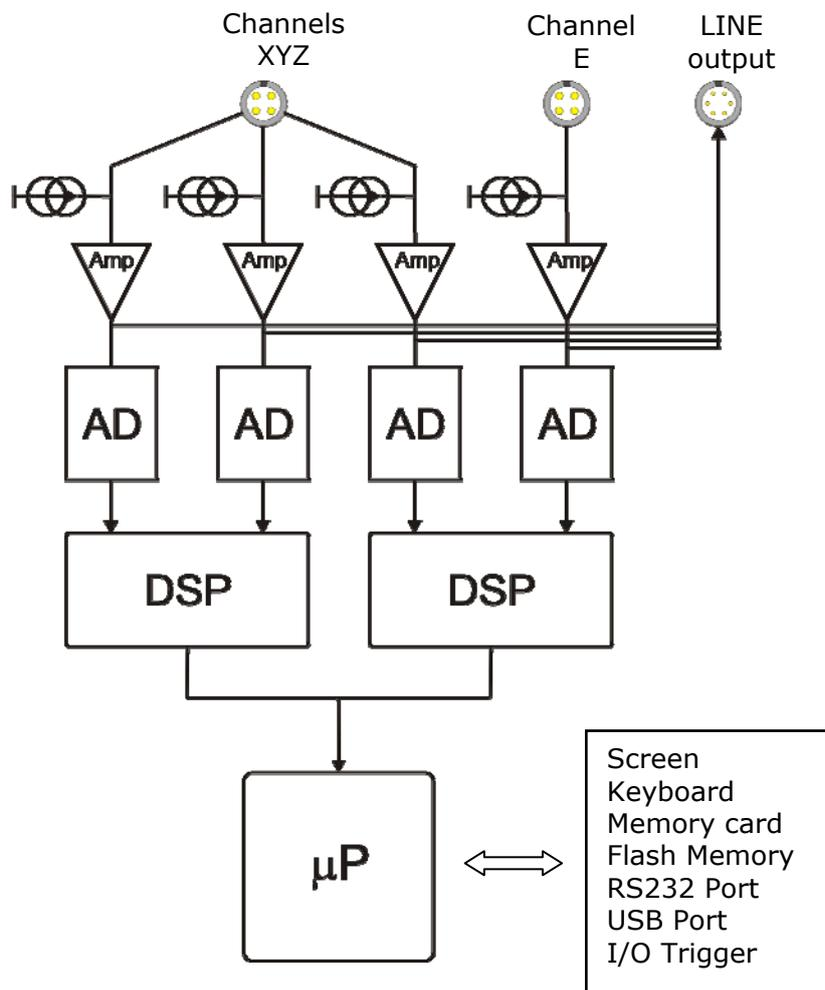 Channels
XYZ
Channel
E
LINE
output
Amp
Amp
Amp
Amp
AD
AD
AD
AD
DSP
DSP
µP
Screen
Keyboard
Memory card
Flash Memory
RS232 Port
USB Port
I/O Trigger